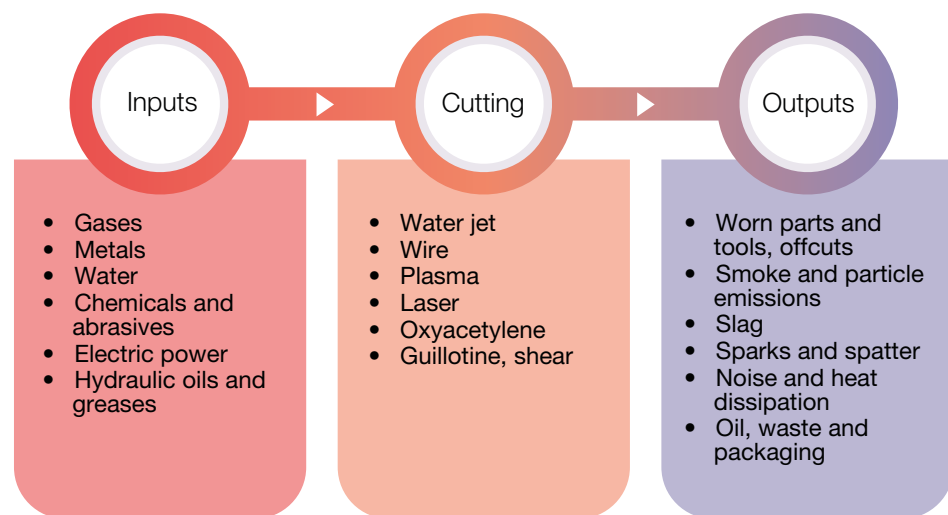 Inputs
Cutting
Outputs
• Gases
• Metals
• Water
• Chemicals and
abrasives
• Electric power
• Hydraulic oils and
greases
• Water jet
• Wire
• Plasma
• Laser
• Oxyacetylene
• Guillotine, shear
• Worn parts and
tools, offcuts
• Smoke and particle
emissions
• Slag
• Sparks and spatter
• Noise and heat
dissipation
• Oil, waste and
packaging